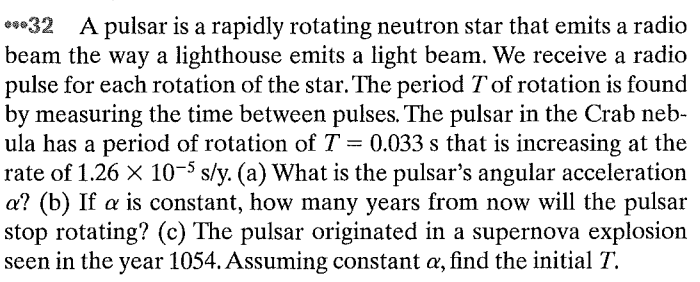 •••32 A pulsar is a rapidly rotating neutron star that emits a radio
beam the way a lighthouse emits a light beam. We receive a radio
pulse for each rotation of the star. The period T of rotation is found
by measuring the time between pulses. The pulsar in the Crab neb-
ula has a period of rotation of T = 0.033 s that is increasing at the
rate of 1.26 × 10⁻⁵ s/y. (a) What is the pulsar's angular acceleration
α? (b) If α is constant, how many years from now will the pulsar
stop rotating? (c) The pulsar originated in a supernova explosion
seen in the year 1054. Assuming constant α, find the initial T.